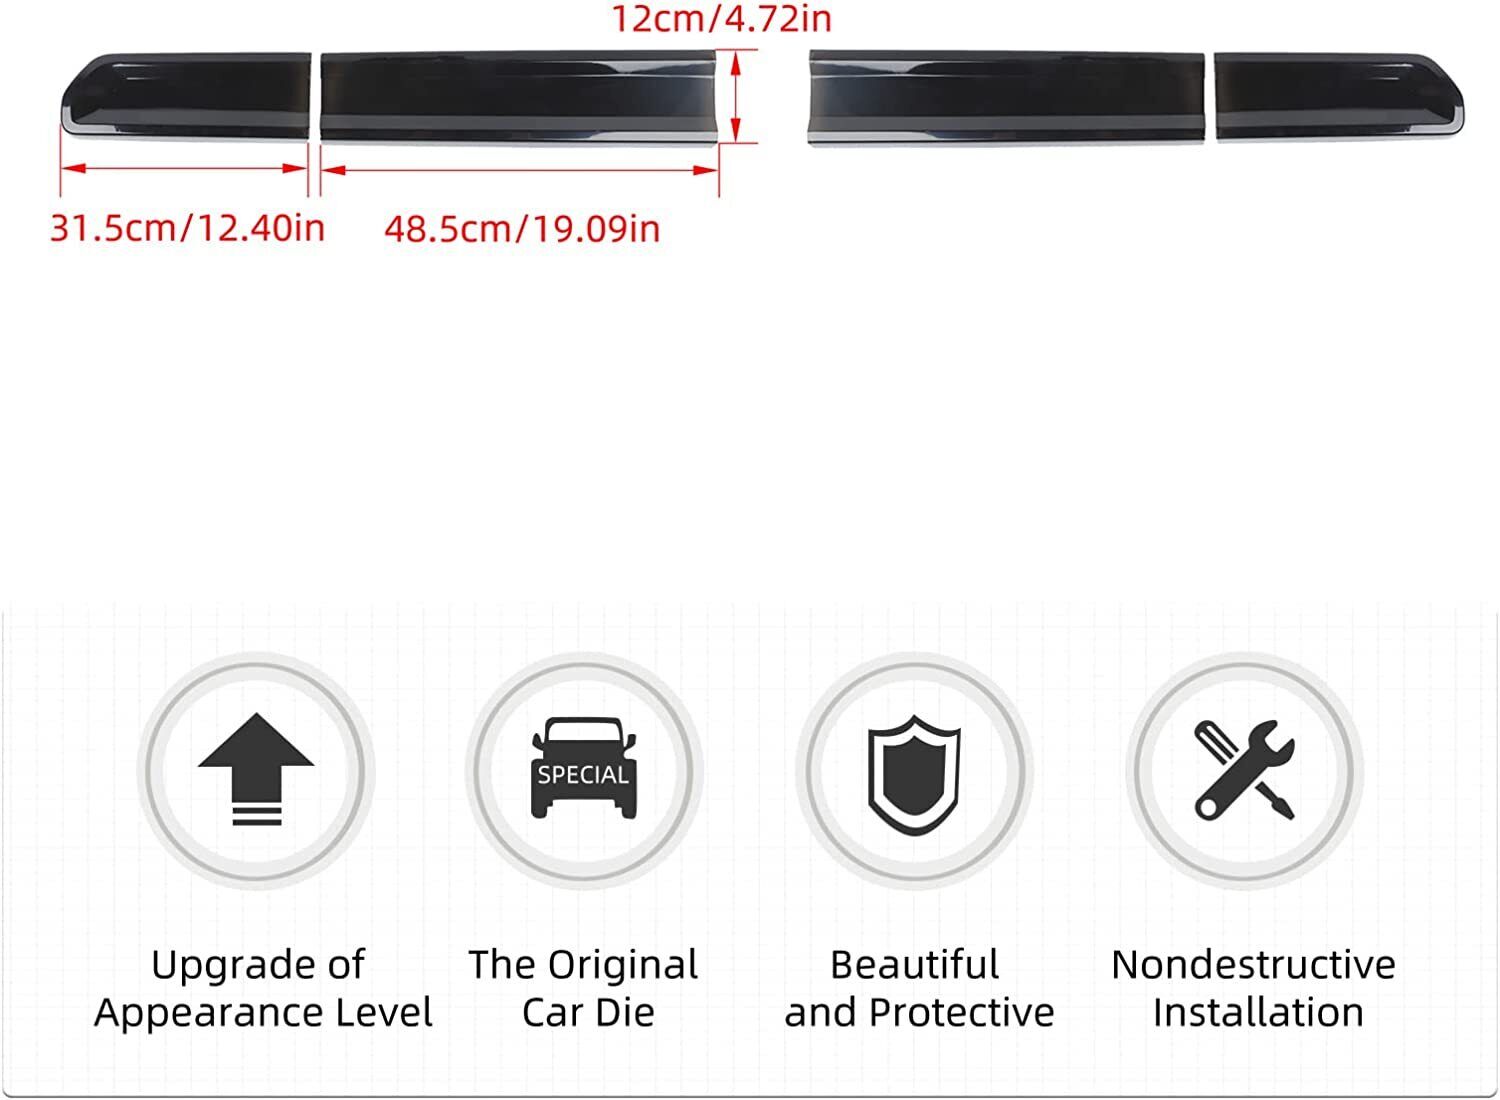 12cm/4.72in
31.5cm/12.40in
48.5cm/19.09in
SPECIAL
Upgrade of
Appearance Level
The Original
Car Die
Beautiful
and Protective
Nondestructive
Installation